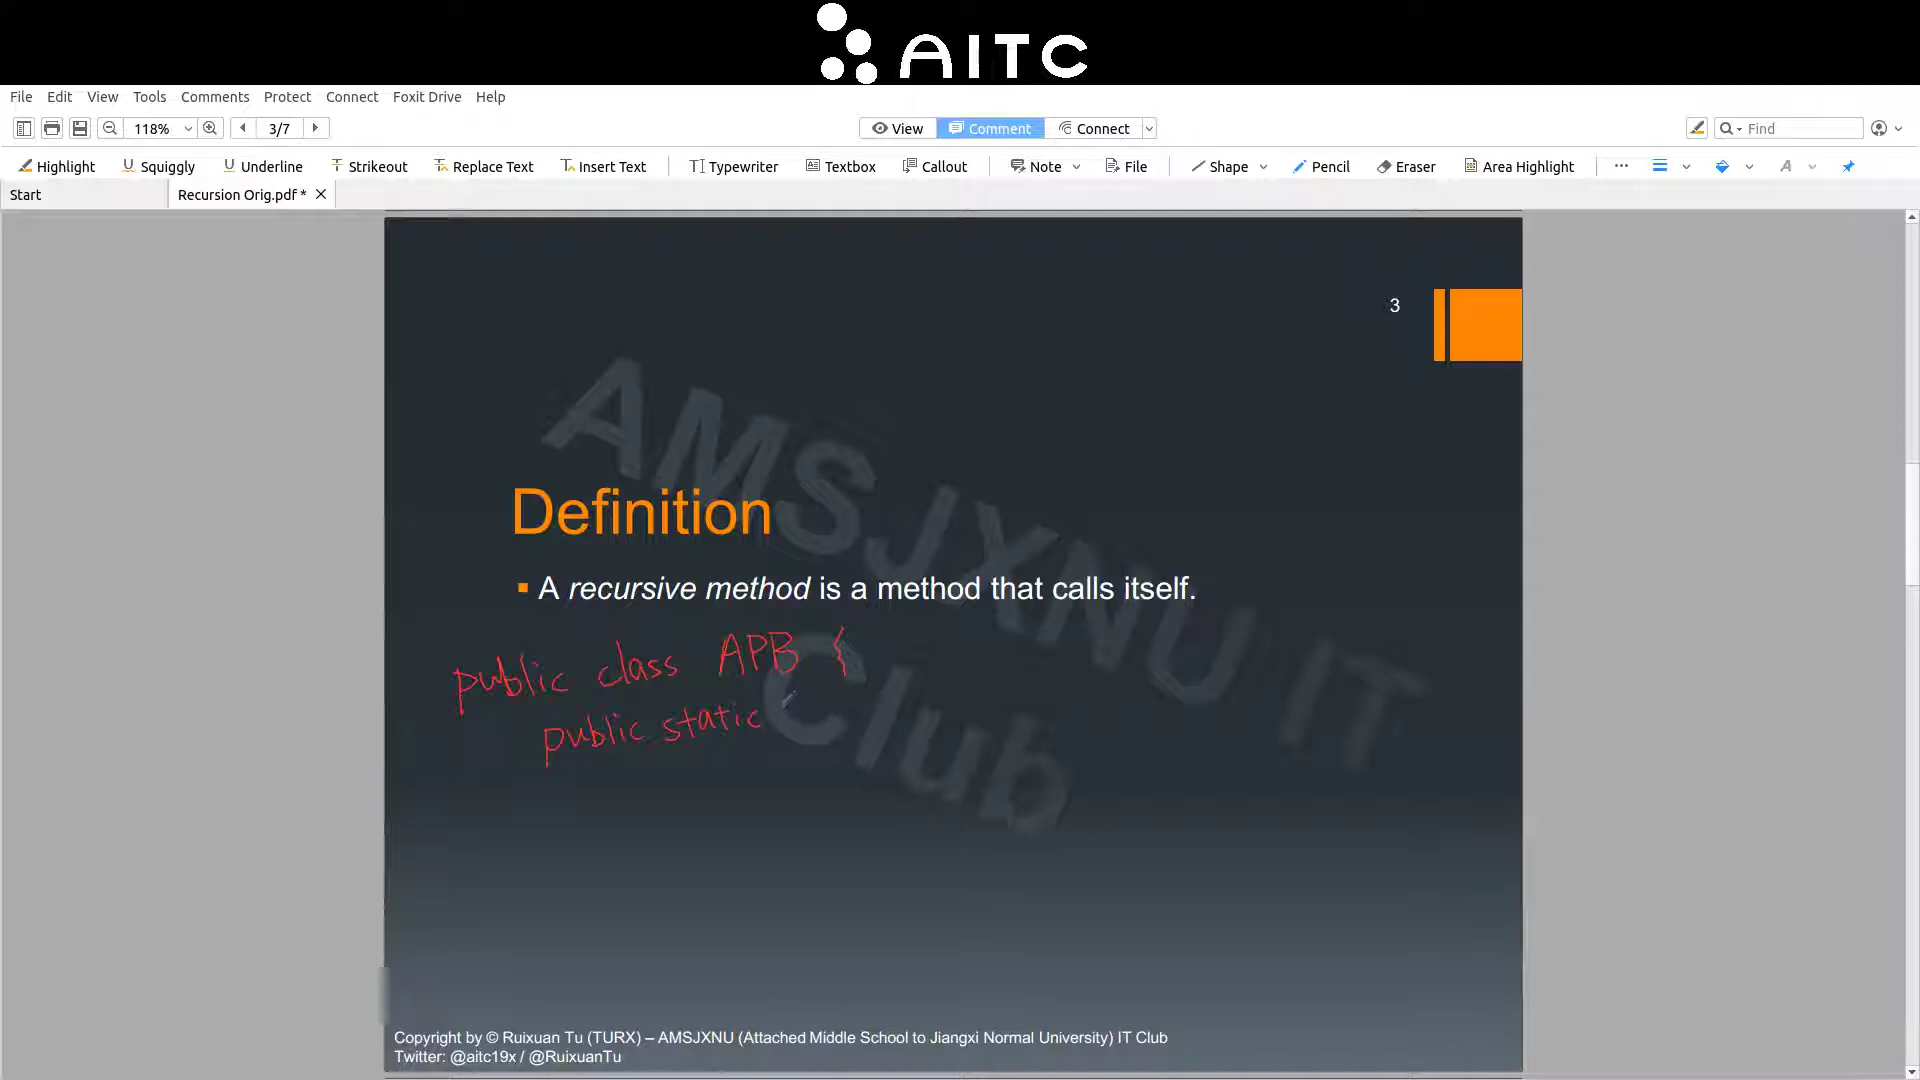 AITC
File Edit View Tools Comments Protect Connect Foxit Drive Help
118% 3/7 View Comment Connect Find
Highlight Squiggly Underline Strikeout Replace Text Insert Text Typewriter Textbox Callout Note File Shape Pencil Eraser Area Highlight
Start Recursion Orig.pdf *
3
AMSJXNU IT
Club
Definition
A recursive method is a method that calls itself.
public class APB {
public static
Copyright by © Ruixuan Tu (TURX) – AMSJXNU (Attached Middle School to Jiangxi Normal University) IT Club
Twitter: @aitc19x / @RuixuanTu